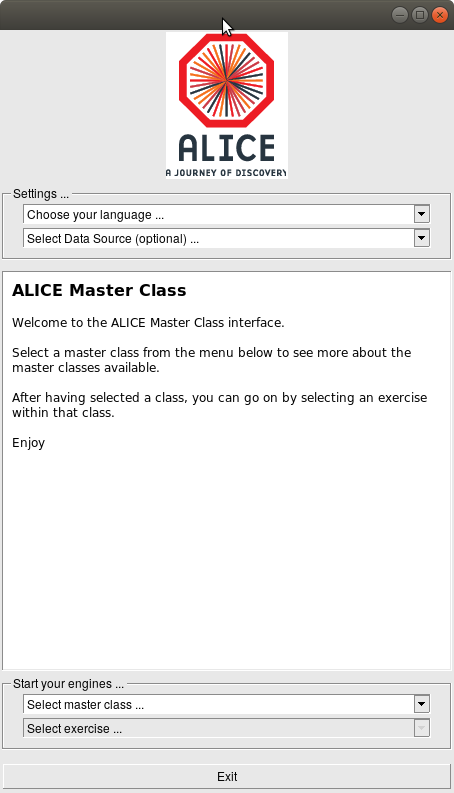 ALICE
A JOURNEY OF DISCOVERY
Settings ...
Choose your language ...
Select Data Source (optional) ...
ALICE Master Class
Welcome to the ALICE Master Class interface.
Select a master class from the menu below to see more about the
master classes available.
After having selected a class, you can go on by selecting an exercise
within that class.
Enjoy
Start your engines ...
Select master class ...
Select exercise ...
Exit